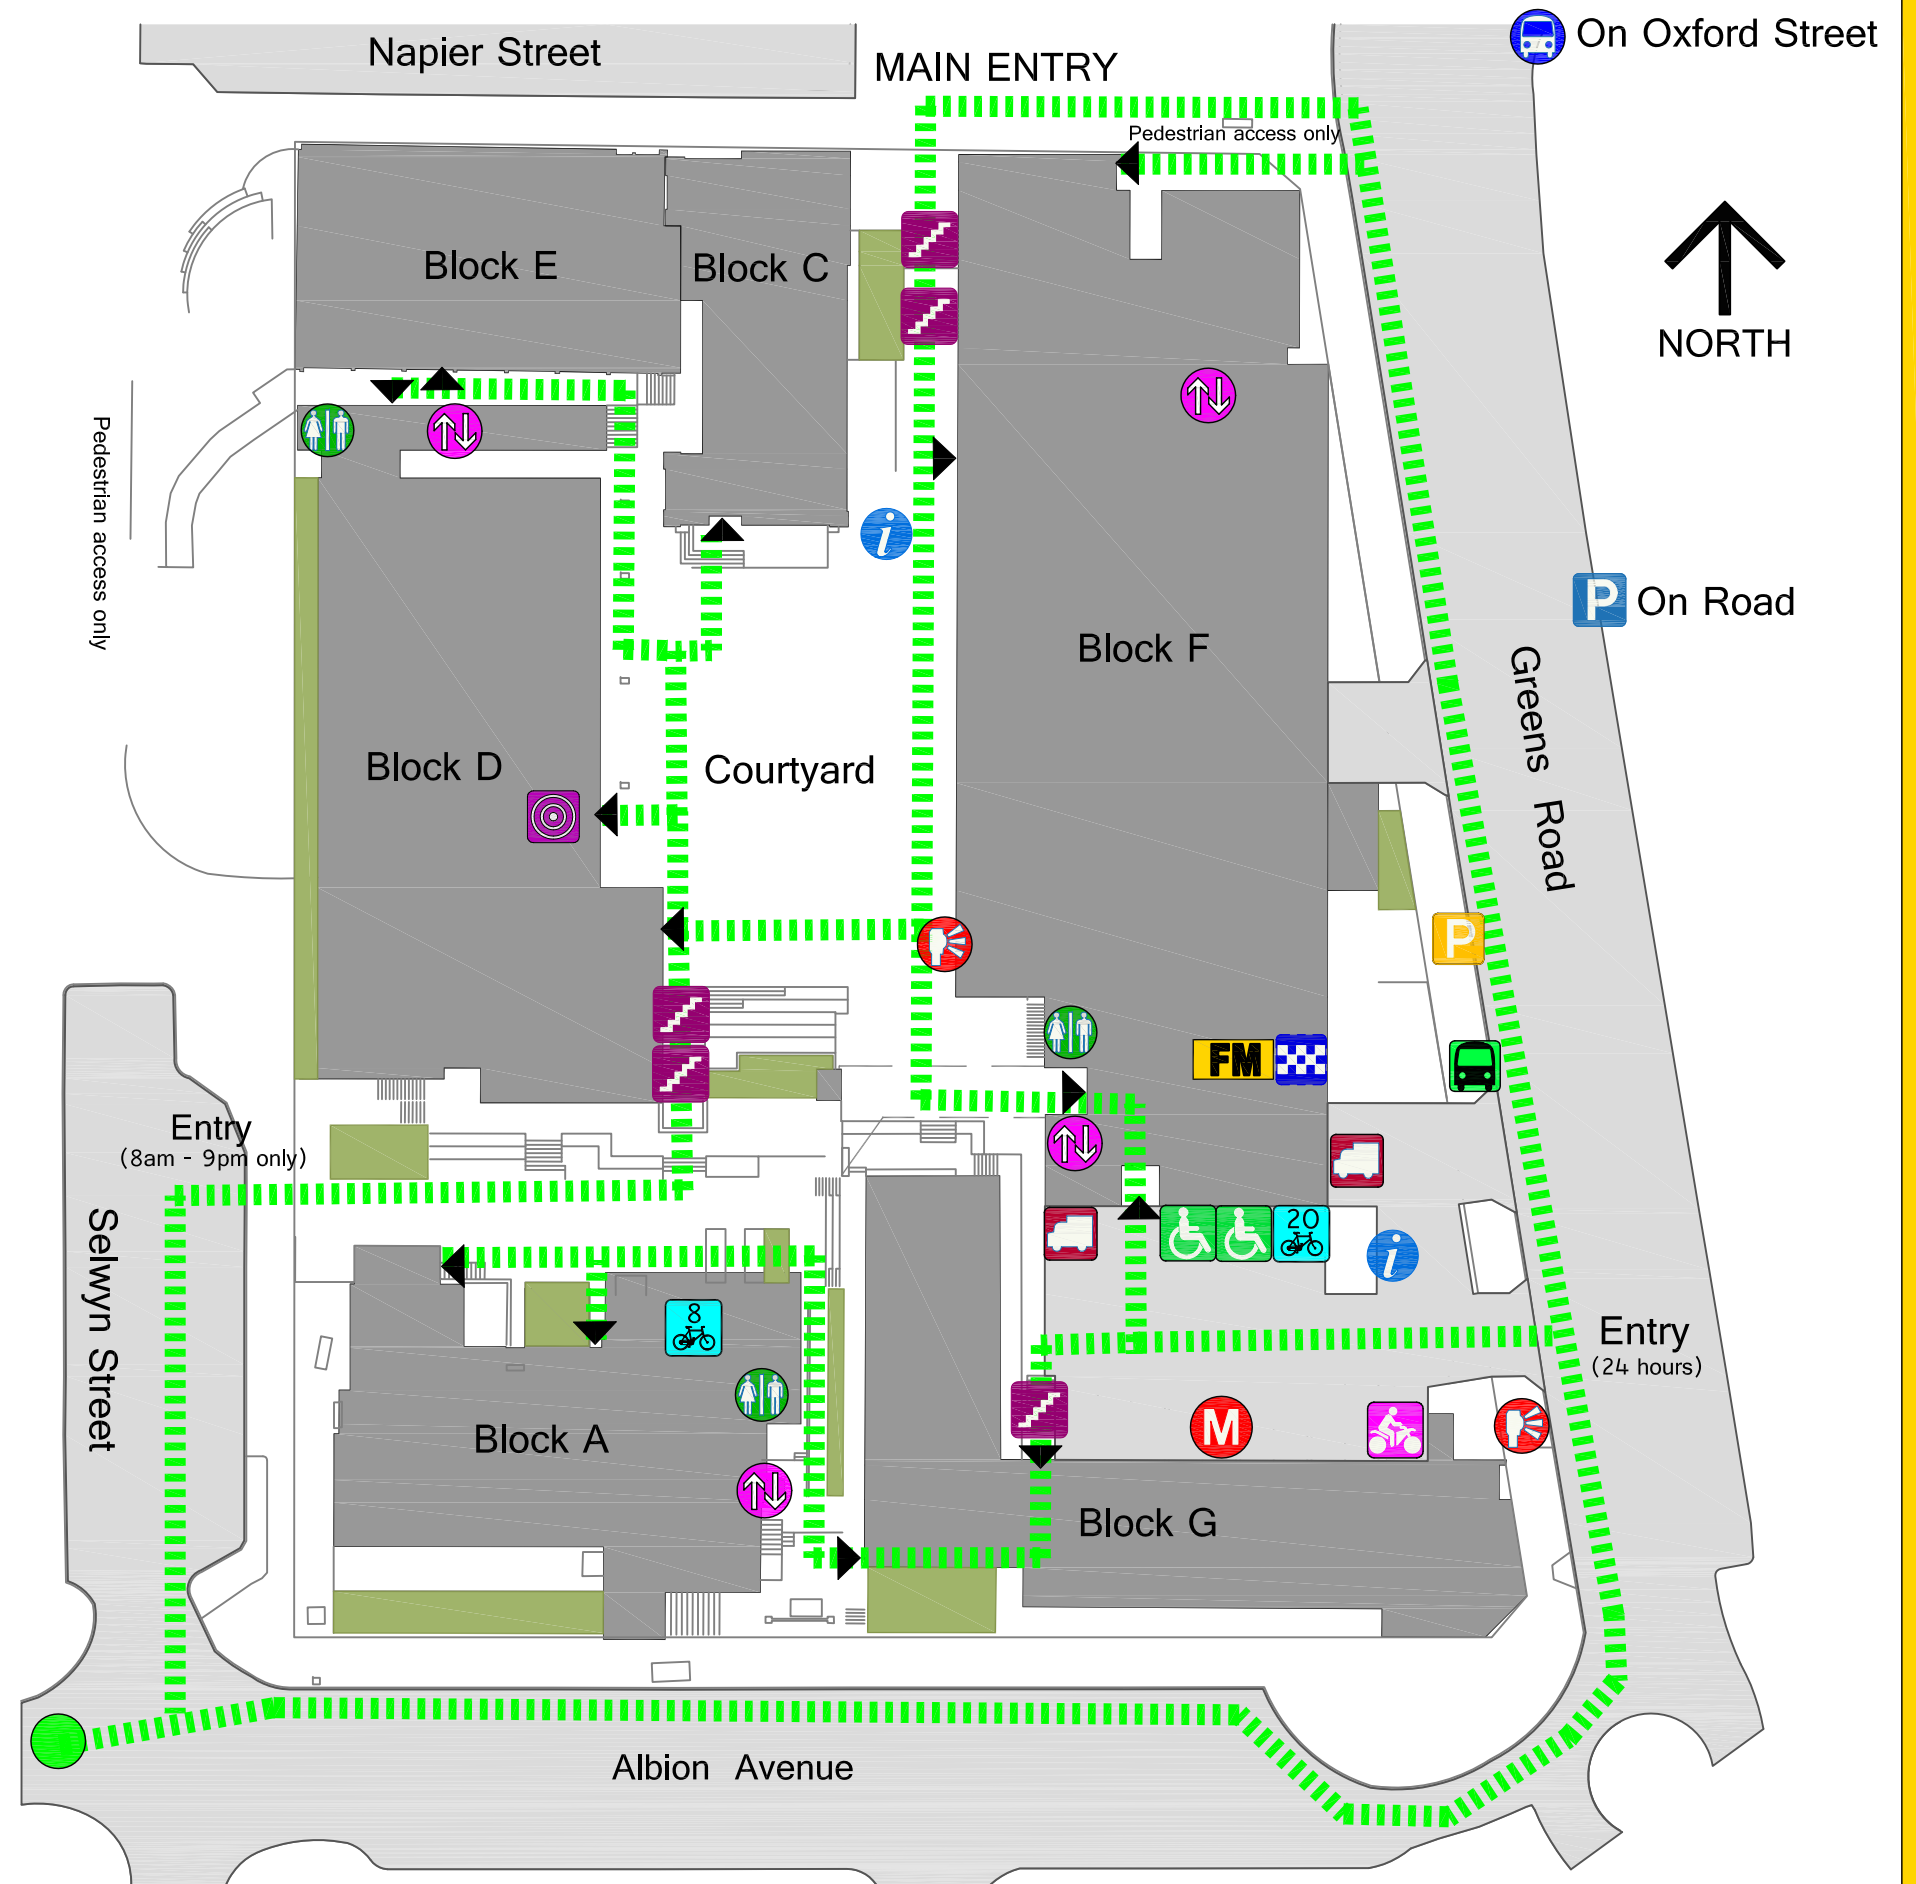 On Oxford Street
Napier Street
MAIN ENTRY
Pedestrian access only
Block E
Block C
NORTH
Pedestrian access only
i
P
On Road
Block F
Greens Road
Block D
Courtyard
P
FM
Entry
(8am - 9pm only)
Selwyn Street
20
i
8
Entry
(24 hours)
M
Block A
Block G
Albion Avenue